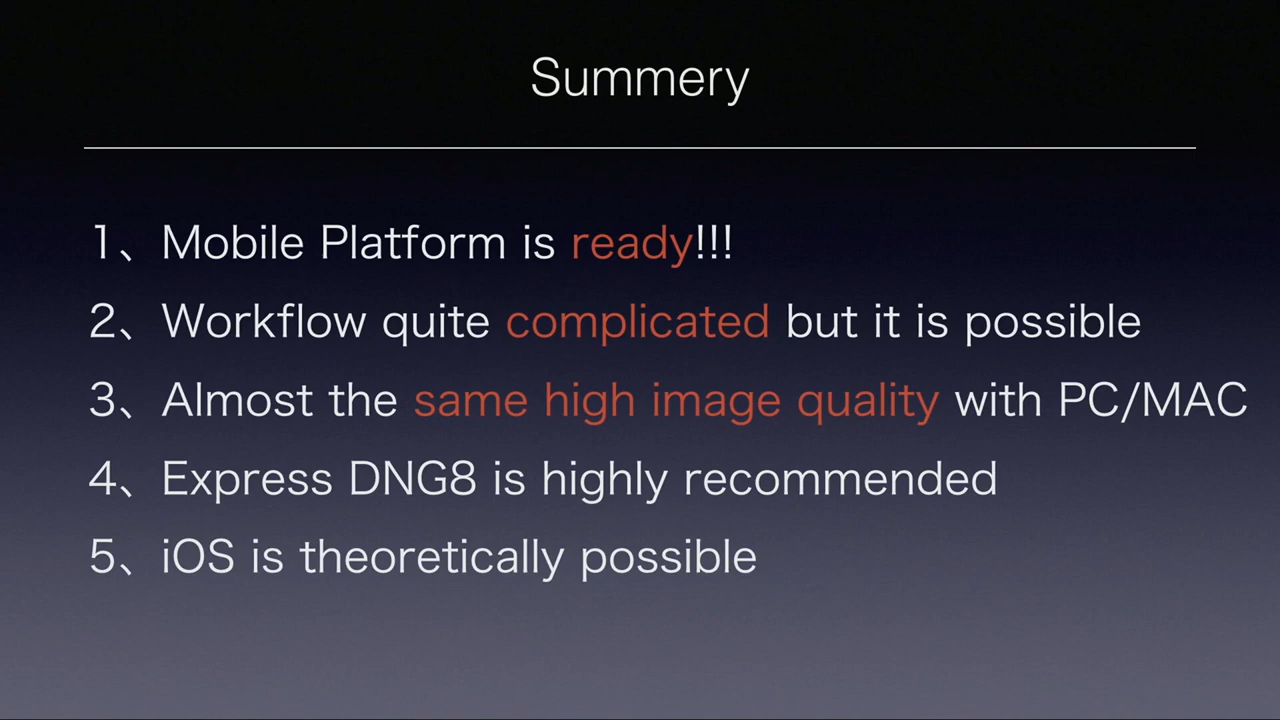 Summery
1、Mobile Platform is ready!!!
2、Workflow quite complicated but it is possible
3、Almost the same high image quality with PC/MAC
4、Express DNG8 is highly recommended
5、iOS is theoretically possible